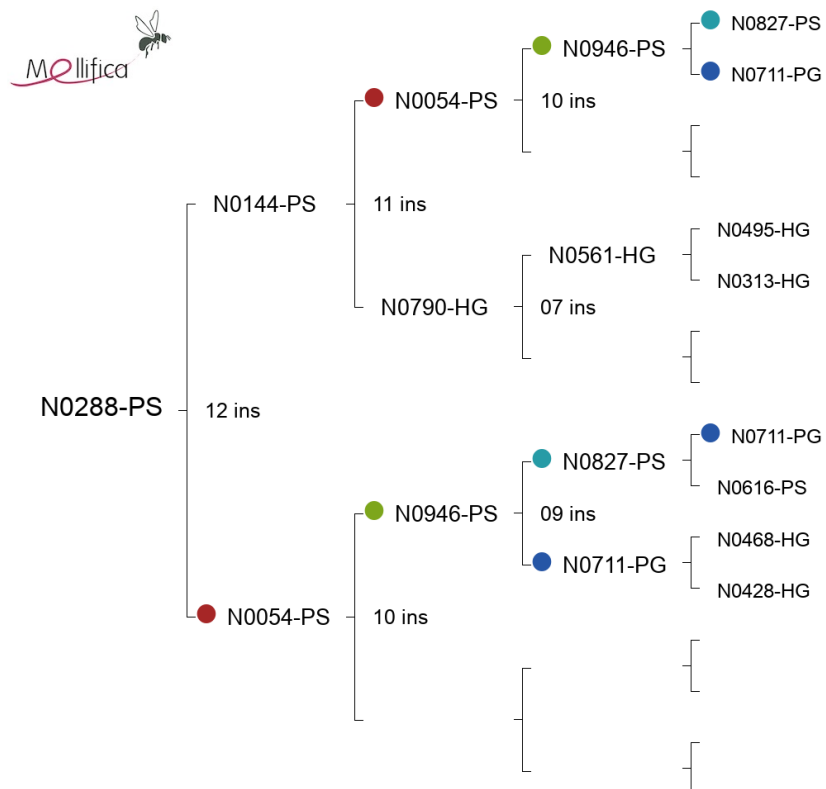 Mellifica
N0827-PS
N0946-PS
N0711-PG
N0054-PS
10 ins
N0144-PS
11 ins
N0495-HG
N0561-HG
N0313-HG
N0790-HG
07 ins
N0288-PS
12 ins
N0711-PG
N0827-PS
N0616-PS
N0946-PS
09 ins
N0468-HG
N0711-PG
N0428-HG
N0054-PS
10 ins